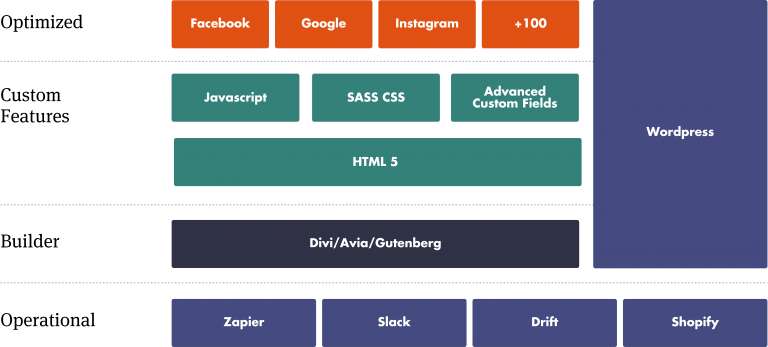 Optimized
Facebook
Google
Instagram
+100
Custom
Features
Javascript
SASS CSS
Advanced
Custom Fields
Wordpress
HTML 5
Builder
Divi/Avia/Gutenberg
Operational
Zapier
Slack
Drift
Shopify